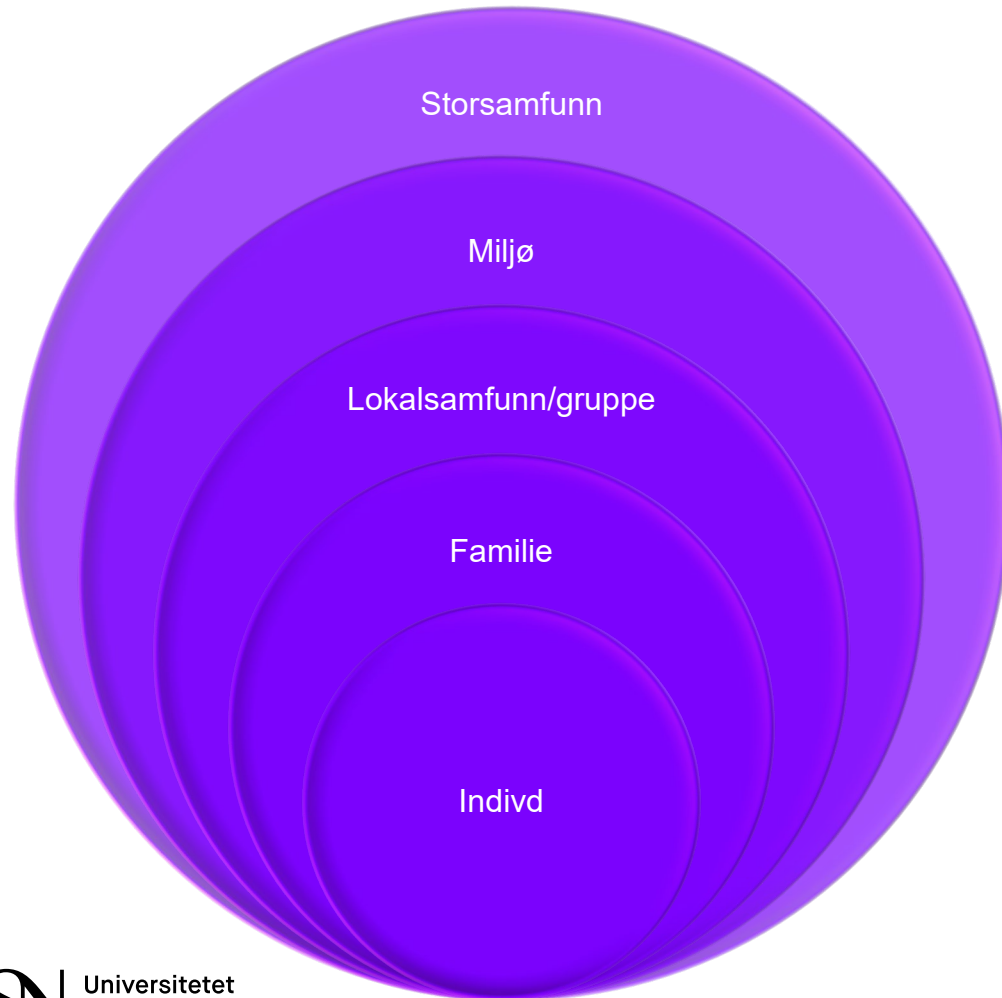 Storsamfunn
Miljø
Lokalsamfunn/gruppe
Familie
Indivd
Universitetet